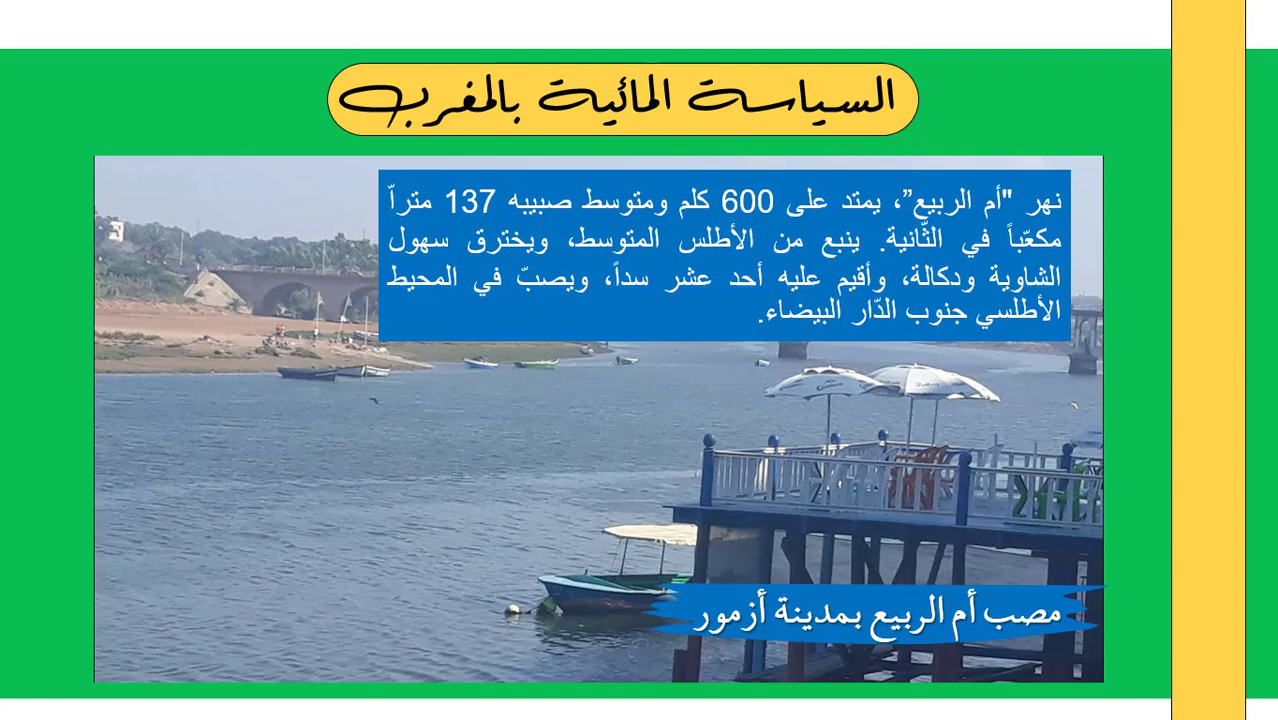 السياسة المائية بالمغرب
نهر "أم الربيع”، يمتد على 600 كلم ومتوسط صبيبه 137 متراّ
مكعّباً في الثّانية. ينبع من الأطلس المتوسط، ويخترق سهول
الشاوية ودكالة، وأقيم عليه أحد عشر سداً، ويصبّ في المحيط
الأطلسي جنوب الدّار البيضاء.
مصب أم الربيع بمدينة أزمور